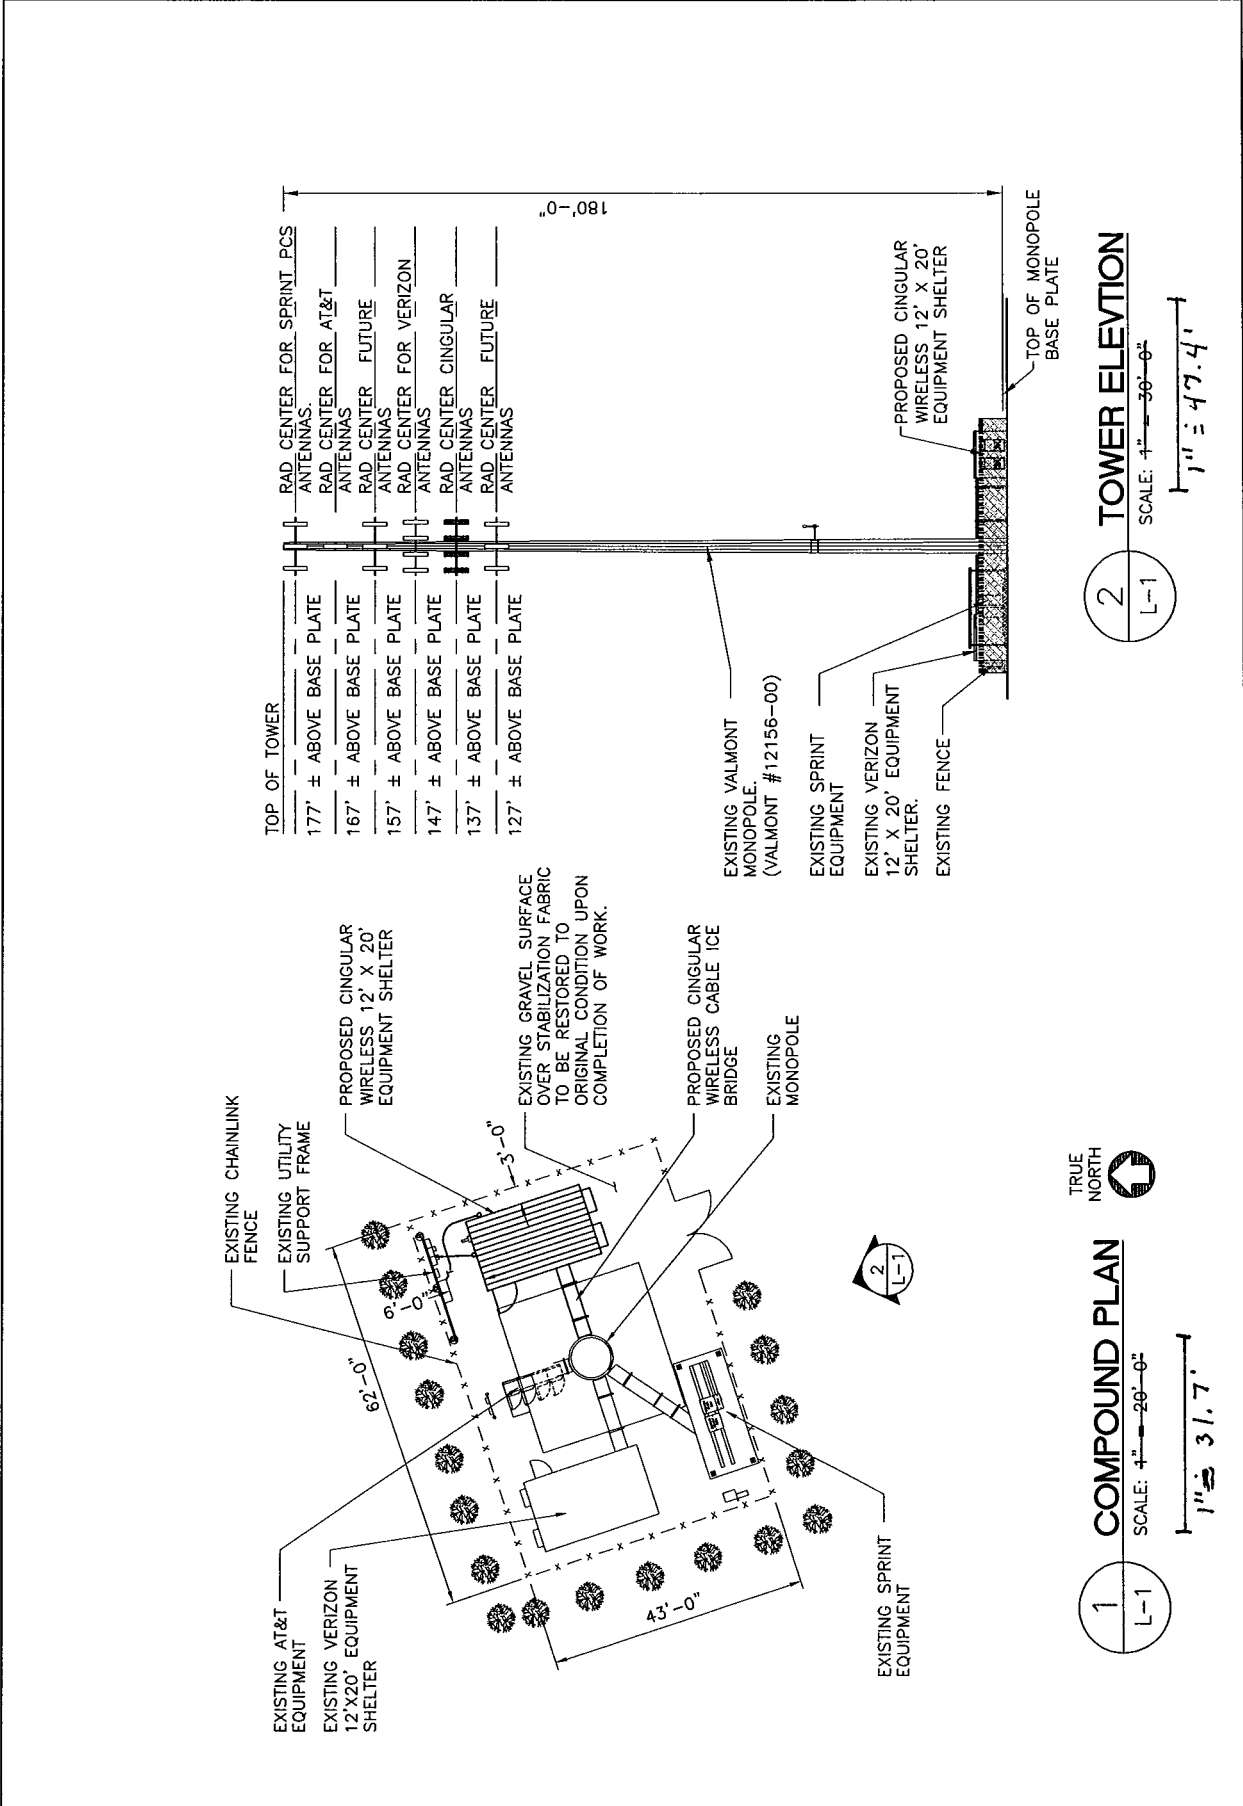 EXISTING AT&T
EQUIPMENT
EXISTING VERIZON
12'X20' EQUIPMENT
SHELTER
EXISTING CHAINLINK
FENCE
EXISTING UTILITY
SUPPORT FRAME
PROPOSED CINGULAR
WIRELESS 12' X 20'
EQUIPMENT SHELTER
EXISTING GRAVEL SURFACE
OVER STABILIZATION FABRIC
TO BE RESTORED TO
ORIGINAL CONDITION UPON
COMPLETION OF WORK.
PROPOSED CINGULAR
WIRELESS CABLE ICE
BRIDGE
EXISTING
MONOPOLE
62'-0"
6'-0"
3'-0"
43'-0"
EXISTING SPRINT
EQUIPMENT
2
L-1
TRUE
NORTH
1
L-1
COMPOUND PLAN
SCALE: 1" = 20'-0"
1" = 31.7'
TOP OF TOWER
177' ± ABOVE BASE PLATE
167' ± ABOVE BASE PLATE
157' ± ABOVE BASE PLATE
147' ± ABOVE BASE PLATE
137' ± ABOVE BASE PLATE
127' ± ABOVE BASE PLATE
RAD CENTER FOR SPRINT PCS
ANTENNAS.
RAD CENTER FOR AT&T
ANTENNAS
RAD CENTER FUTURE
ANTENNAS
RAD CENTER FOR VERIZON
ANTENNAS
RAD CENTER CINGULAR
ANTENNAS
RAD CENTER FUTURE
ANTENNAS
180'-0"
EXISTING VALMONT
MONOPOLE.
(VALMONT #12156-00)
EXISTING SPRINT
EQUIPMENT
EXISTING VERIZON
12' X 20' EQUIPMENT
SHELTER.
EXISTING FENCE
PROPOSED CINGULAR
WIRELESS 12' X 20'
EQUIPMENT SHELTER
TOP OF MONOPOLE
BASE PLATE
2
L-1
TOWER ELEVTION
SCALE: 1" = 30'-0"
1" = 47.4'